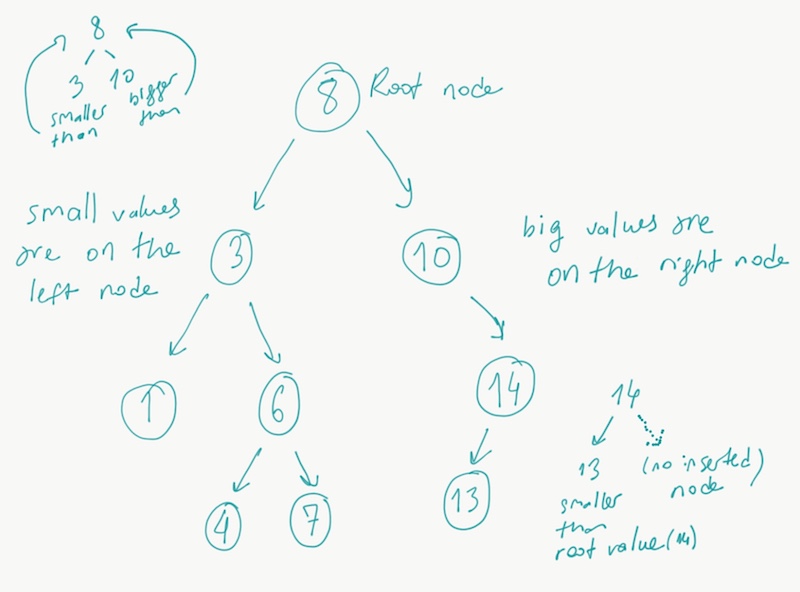 8
3 10
smaller bigger
than than
8 Root node
small values
are on the
left node
3
10
big values are
on the right node
1
6
14
4
7
13
14
13 (no inserted)
node
smaller
than
root value(14)